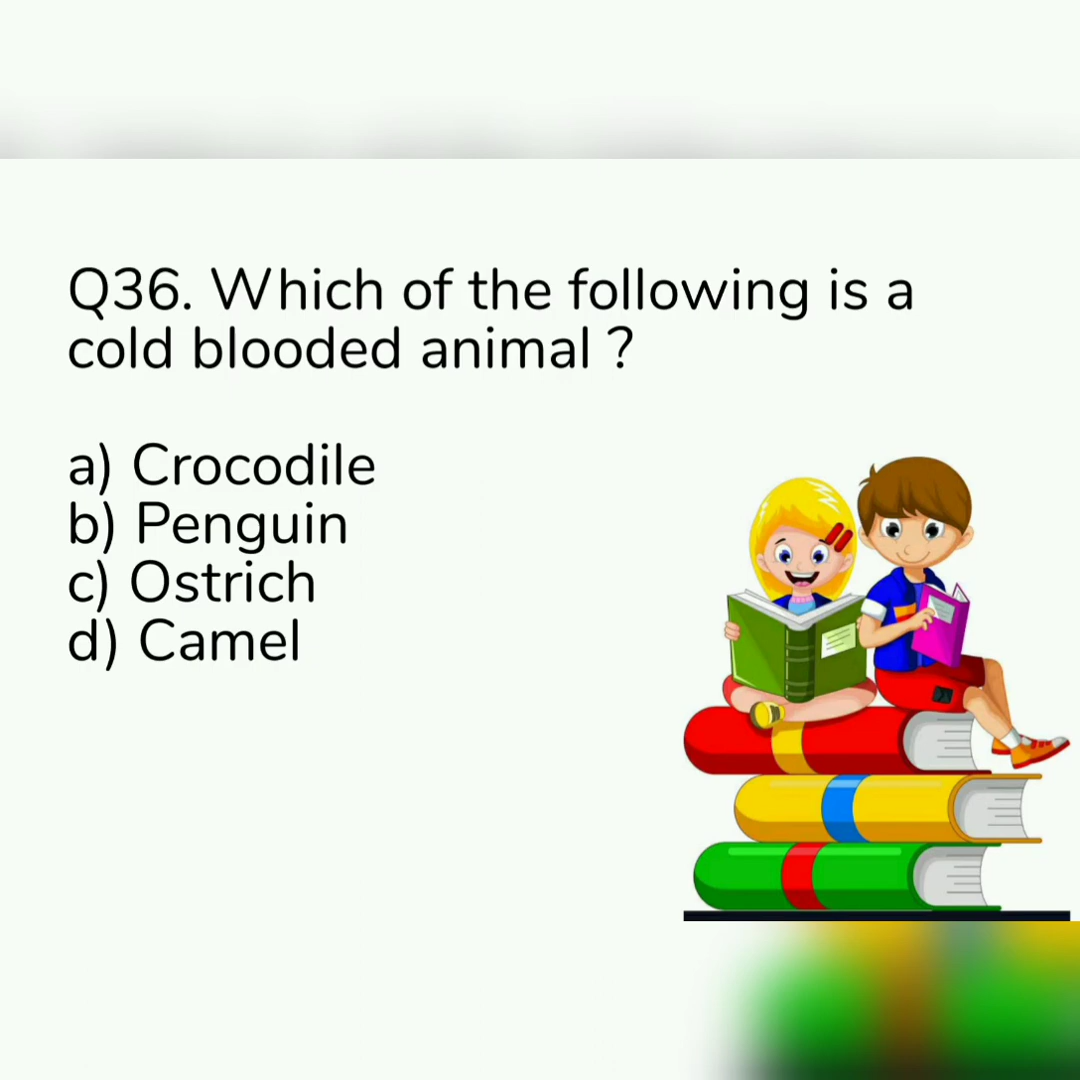 Q36. Which of the following is a
cold blooded animal ?
a) Crocodile
b) Penguin
c) Ostrich
d) Camel